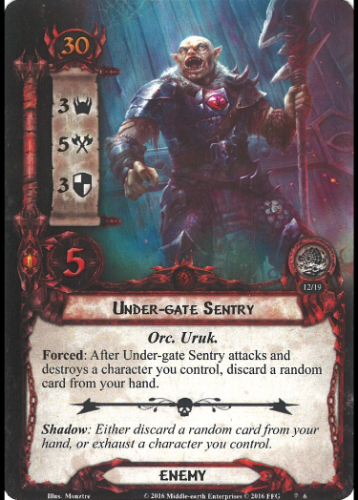 30
3
5
3
5
12/19
Under-gate Sentry
Orc. Uruk.
Forced: After Under-gate Sentry attacks and
destroys a character you control, discard a random
card from your hand.
Shadow: Either discard a random card from your
hand, or exhaust a character you control.
ENEMY
Illus. Monztre © 2016 Middle-earth Enterprises © 2016 FFG 6